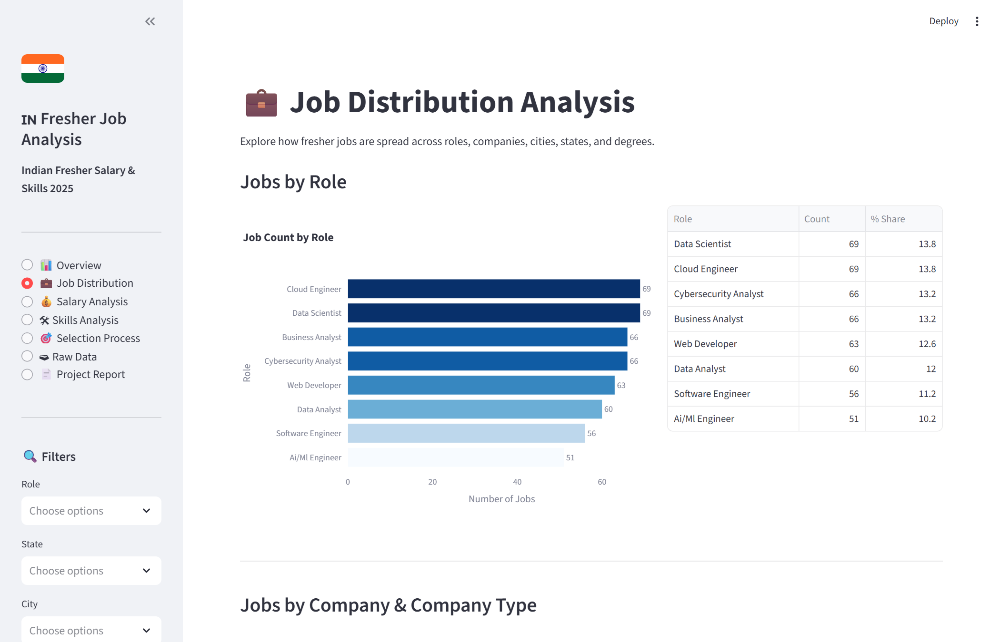 Deploy
IN Fresher Job
Analysis
Indian Fresher Salary &
Skills 2025
Overview
Job Distribution
Salary Analysis
Skills Analysis
Selection Process
Raw Data
Project Report
Filters
Role
Choose options
State
Choose options
City
Choose options
Job Distribution Analysis
Explore how fresher jobs are spread across roles, companies, cities, states, and degrees.
Jobs by Role
Job Count by Role
Role
Cloud Engineer 69
Data Scientist 69
Business Analyst 66
Cybersecurity Analyst 66
Web Developer 63
Data Analyst 60
Software Engineer 56
Ai/Ml Engineer 51
0 20 40 60
Number of Jobs
Role Count % Share
Data Scientist 69 13.8
Cloud Engineer 69 13.8
Cybersecurity Analyst 66 13.2
Business Analyst 66 13.2
Web Developer 63 12.6
Data Analyst 60 12
Software Engineer 56 11.2
Ai/Ml Engineer 51 10.2
Jobs by Company & Company Type